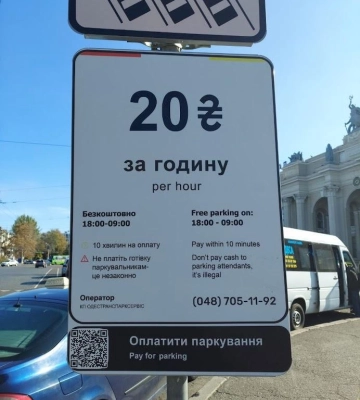 20 ₴
за годину
per hour
Безкоштовно
18:00-09:00
10 хвилин на оплату
Не платіть готівку
паркувальникам-
це незаконно
Оператор
КП ОДЕСТРАНСПАРКСЕРВІС
Free parking on:
18:00 - 09:00
Pay within 10 minutes
Don't pay cash to
parking attendants,
it's illegal
(048) 705-11-92
Оплатити паркування
Pay for parking